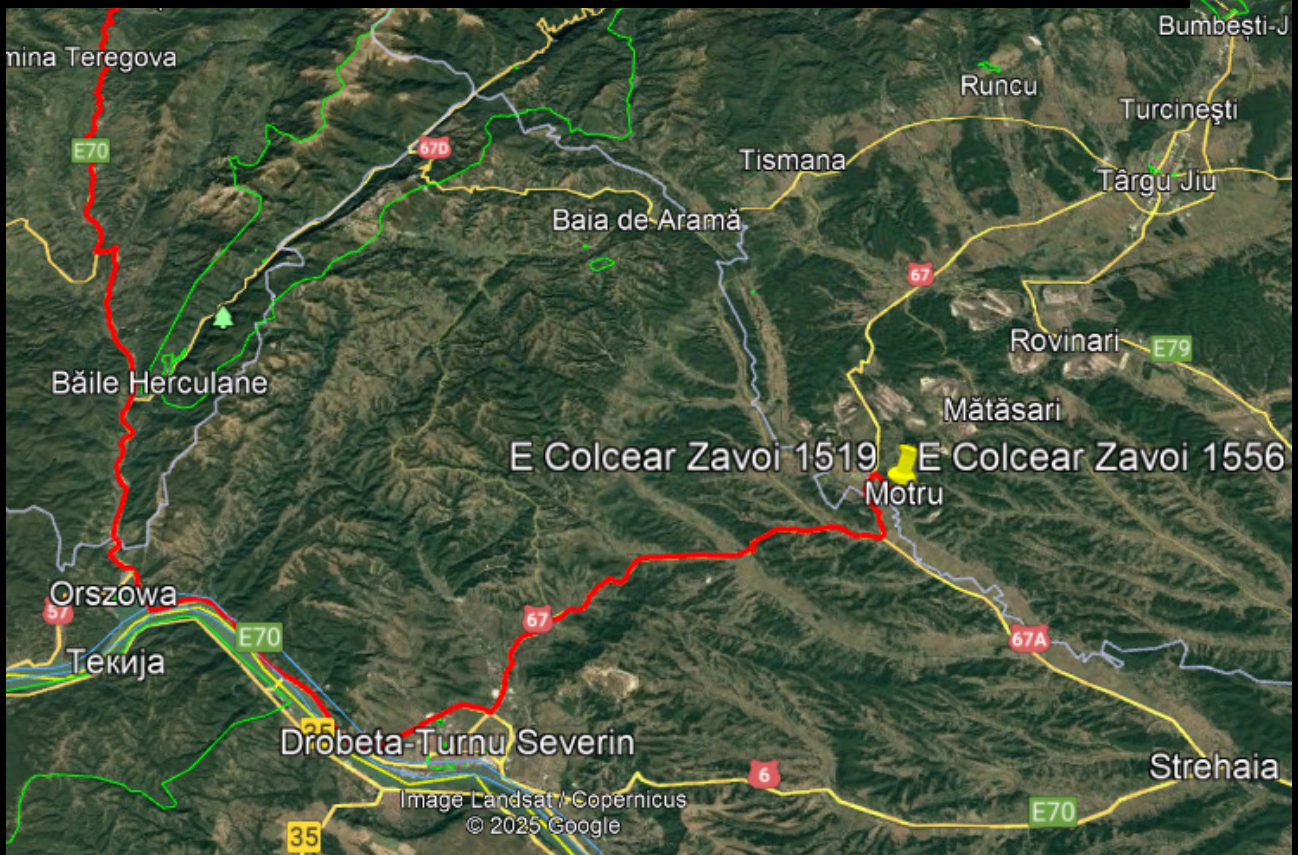 Bumbești-J
mina Teregova
Runcu
Turcinești
E70
67D
Tismana
Târgu Jiu
Baia de Aramă
67
Rovinari
E79
Băile Herculane
Mătăsari
E Colcear Zavoi 1519
E Colcear Zavoi 1556
Motru
Orszowa
57
67
E70
67A
Текија
35
Drobeta-Turnu Severin
Strehaia
6
Image Landsat / Copernicus
© 2025 Google
E70
35